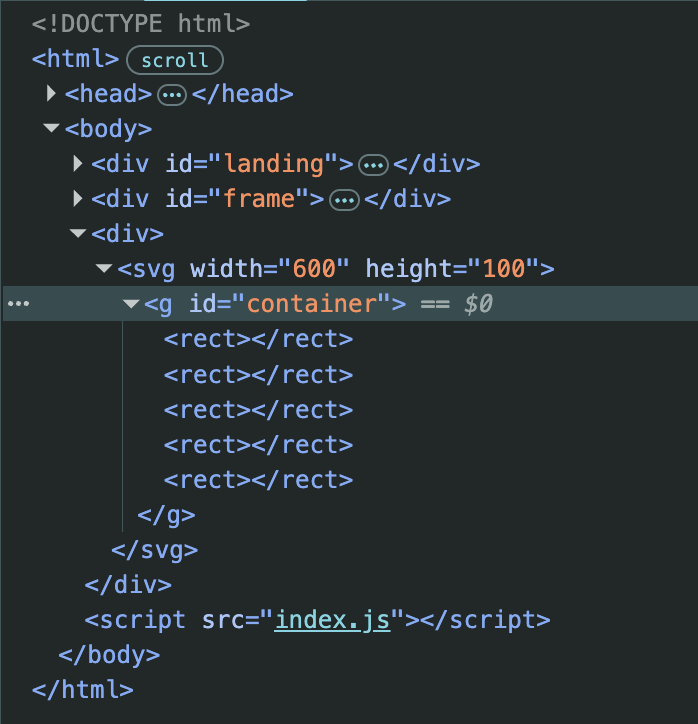 <!DOCTYPE html>
<html> scroll
<head> ••• </head>
<body>
<div id="landing"> ••• </div>
<div id="frame"> ••• </div>
<div>
<svg width="600" height="100">
••• <g id="container"> == $0
<rect></rect>
<rect></rect>
<rect></rect>
<rect></rect>
<rect></rect>
</g>
</svg>
</div>
<script src="index.js"></script>
</body>
</html>